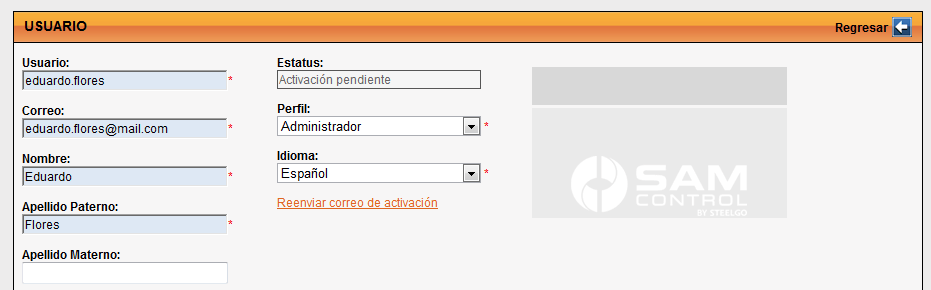 USUARIO
Regresar
Usuario:
eduardo.flores
*
Correo:
eduardo.flores@mail.com
*
Nombre:
Eduardo
*
Apellido Paterno:
Flores
*
Apellido Materno:
Estatus:
Activación pendiente
Perfil:
Administrador
*
Idioma:
Español
*
Reenviar correo de activación
SAM
CONTROL
BY STEELGO